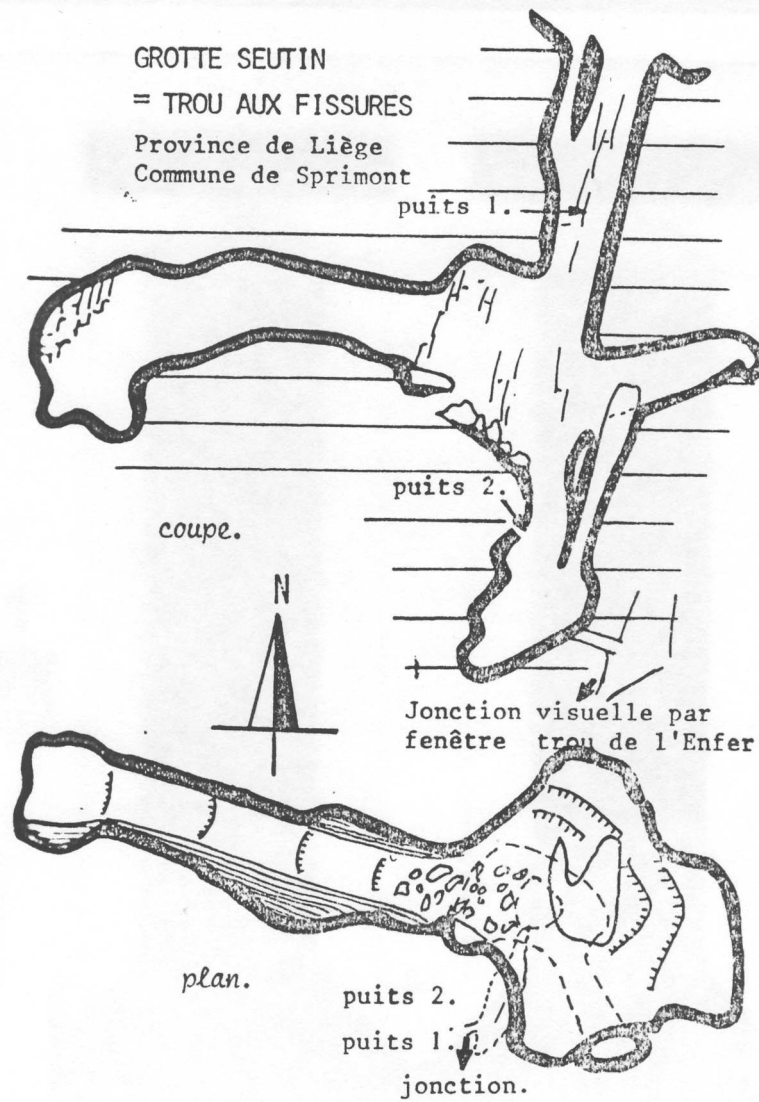 GROTTE SEUTIN
= TROU AUX FISSURES
Province de Liège
Commune de Sprimont
puits 1.
puits 2.
coupe.
N
Jonction visuelle par
fenêtre trou de l'Enfer
plan.
puits 2.
puits 1.
jonction.